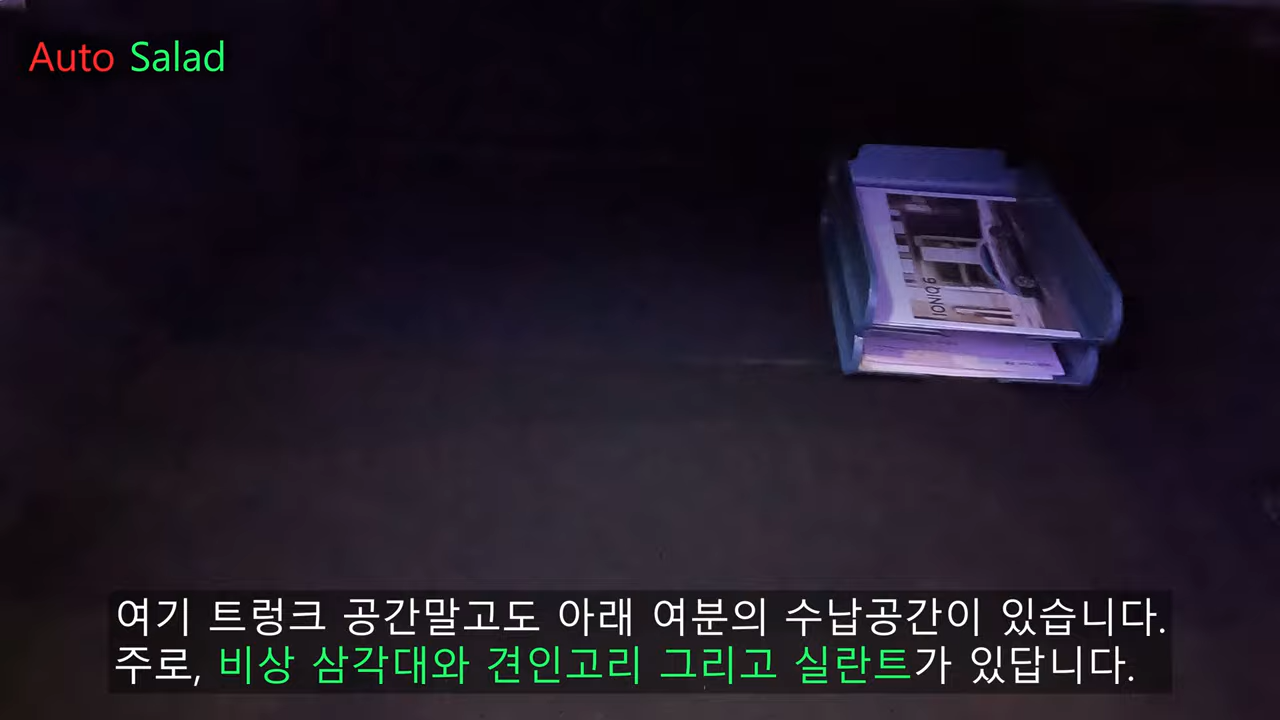 Auto Salad
IONIQ 6
여기 트렁크 공간말고도 아래 여분의 수납공간이 있습니다.
주로, 비상 삼각대와 견인고리 그리고 실란트가 있답니다.